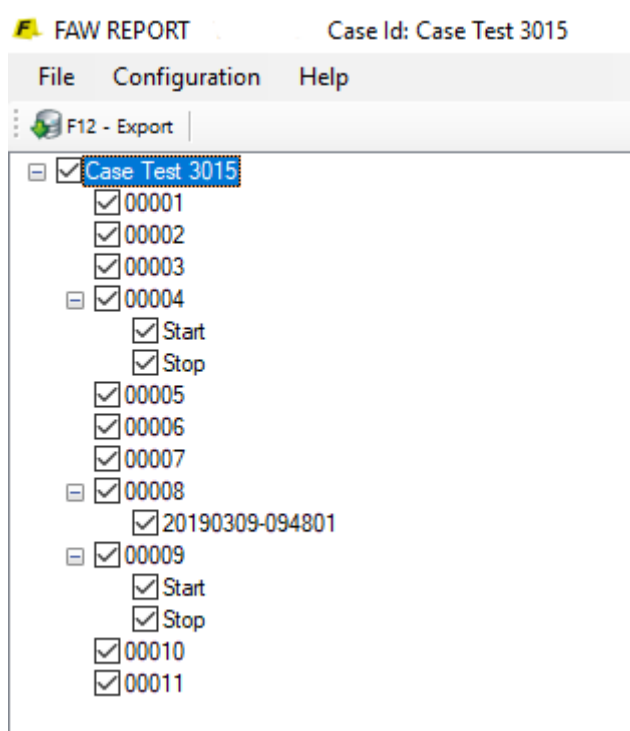 F FAW REPORT Case Id: Case Test 3015
File Configuration Help
F12 - Export
Case Test 3015
00001
00002
00003
00004
Start
Stop
00005
00006
00007
00008
20190309-094801
00009
Start
Stop
00010
00011